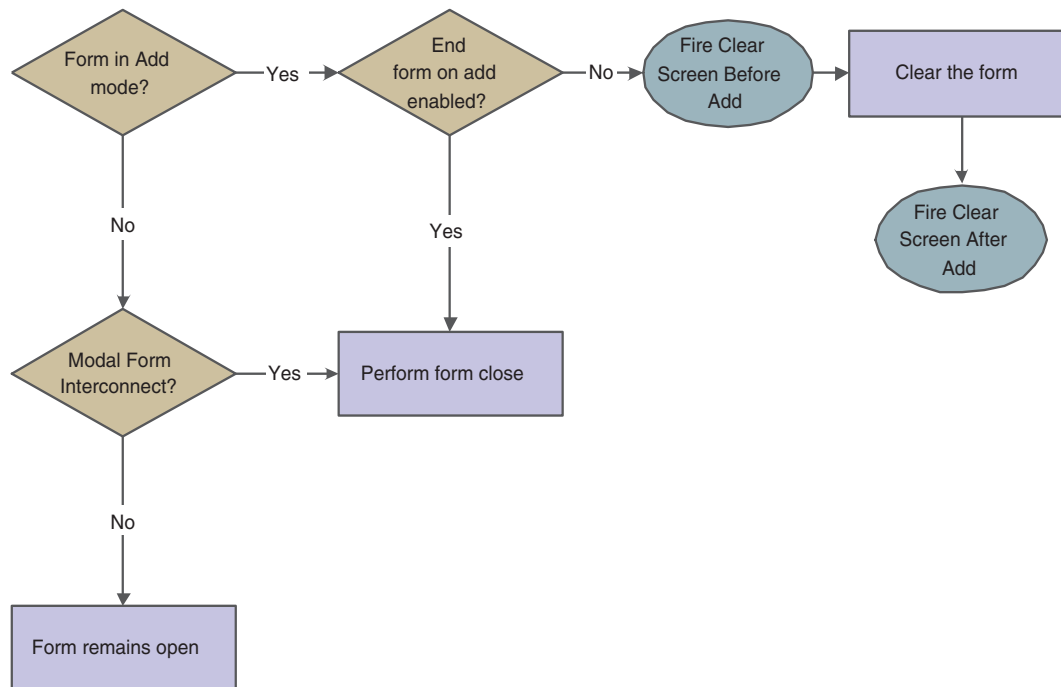 Form in Add
mode?
Yes
End
form on add
enabled?
No
Fire Clear
Screen Before
Add
Clear the form
No
Yes
Fire Clear
Screen After
Add
Modal Form
Interconnect?
Yes
Perform form close
No
Form remains open